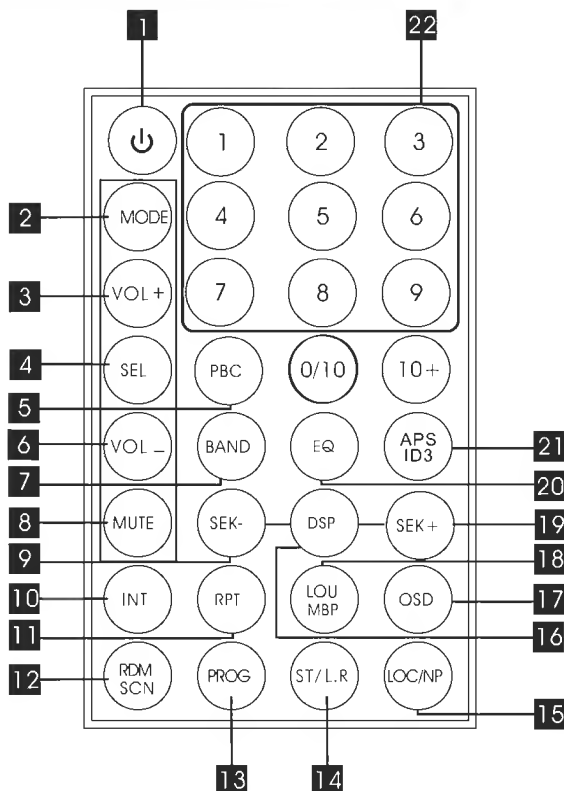 1 22
1 2 3
2 MODE 4 5 6
3 VOL + 7 8 9
4 SEL PBC 0/10 10+
5
6 VOL – BAND EQ APS ID3 21
7 20
8 MUTE SEK- DSP SEK+ 19
9 18
10 INT RPT LOU MBP OSD 17
11 16
12 RDM SCN PROG ST/L.R LOC/NP 15
13 14